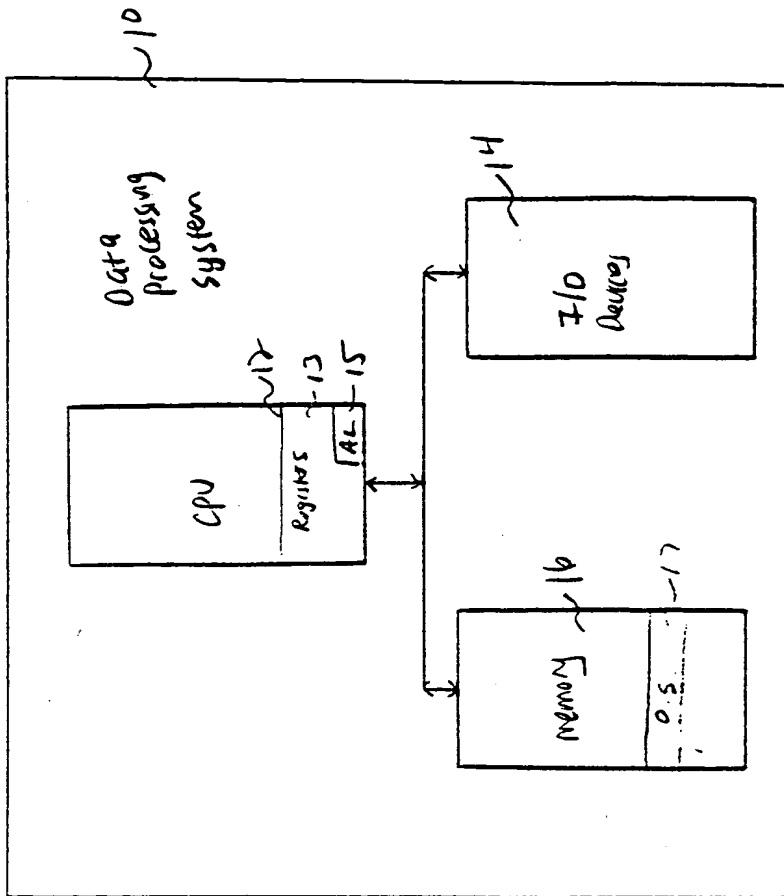 10
Data
processing
system
CPU
12
Registers
13
AL
15
memory
16
O.S
17
I/O
Devices
14